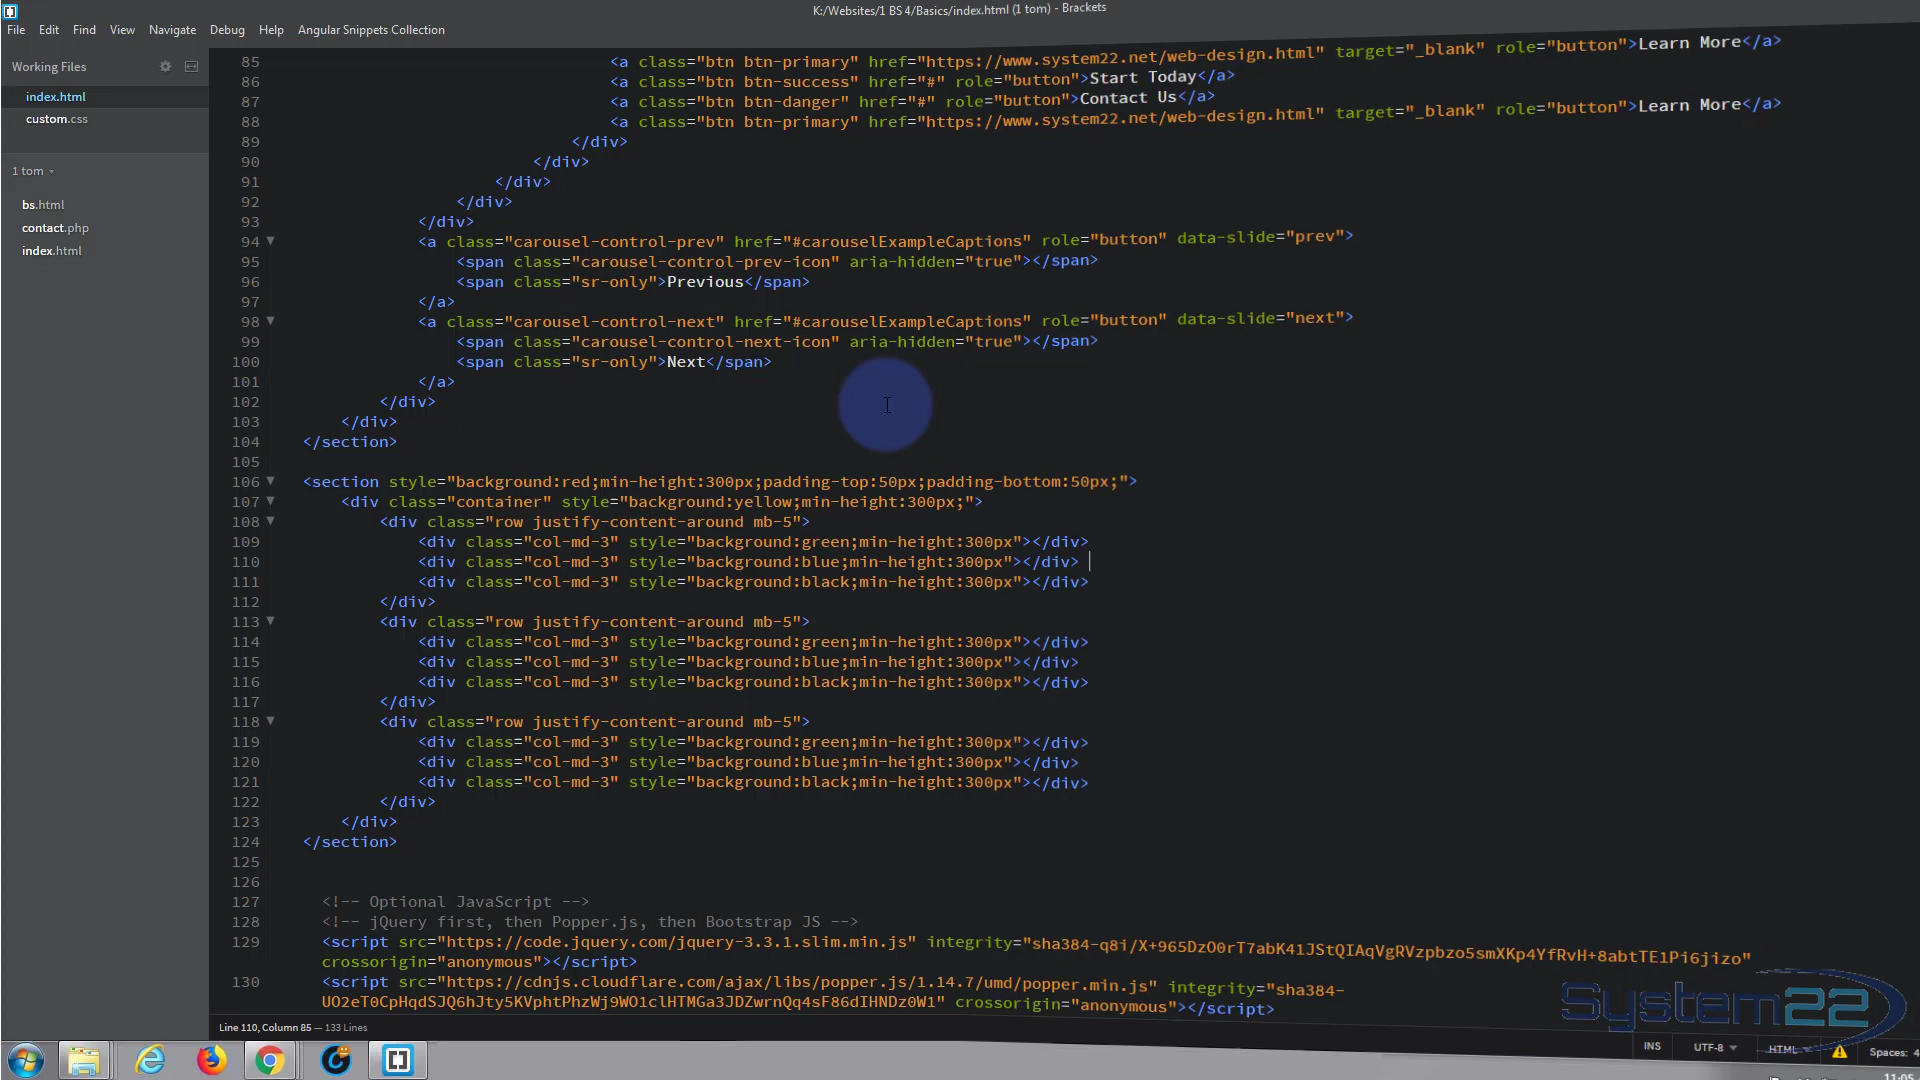 K:/Websites/1 BS 4/Basics/index.html (1 tom) - Brackets
File Edit Find View Navigate Debug Help Angular Snippets Collection
Working Files
index.html
custom.css
1 tom
bs.html
contact.php
index.html
85 <a class="btn btn-primary" href="https://www.system22.net/web-design.html" target="_blank" role="button">Learn More</a>
86 <a class="btn btn-success" href="#" role="button">Start Today</a>
87 <a class="btn btn-danger" href="#" role="button">Contact Us</a>
88 <a class="btn btn-primary" href="https://www.system22.net/web-design.html" target="_blank" role="button">Learn More</a>
89 </div>
90 </div>
91 </div>
92 </div>
93 </div>
94 <a class="carousel-control-prev" href="#carouselExampleCaptions" role="button" data-slide="prev">
95 <span class="carousel-control-prev-icon" aria-hidden="true"></span>
96 <span class="sr-only">Previous</span>
97 </a>
98 <a class="carousel-control-next" href="#carouselExampleCaptions" role="button" data-slide="next">
99 <span class="carousel-control-next-icon" aria-hidden="true"></span>
100 <span class="sr-only">Next</span>
101 </a>
102 </div>
103 </div>
104 </section>
105
106 <section style="background:red;min-height:300px;padding-top:50px;padding-bottom:50px;">
107 <div class="container" style="background:yellow;min-height:300px;">
108 <div class="row justify-content-around mb-5">
109 <div class="col-md-3" style="background:green;min-height:300px"></div>
110 <div class="col-md-3" style="background:blue;min-height:300px"></div>
111 <div class="col-md-3" style="background:black;min-height:300px"></div>
112 </div>
113 <div class="row justify-content-around mb-5">
114 <div class="col-md-3" style="background:green;min-height:300px"></div>
115 <div class="col-md-3" style="background:blue;min-height:300px"></div>
116 <div class="col-md-3" style="background:black;min-height:300px"></div>
117 </div>
118 <div class="row justify-content-around mb-5">
119 <div class="col-md-3" style="background:green;min-height:300px"></div>
120 <div class="col-md-3" style="background:blue;min-height:300px"></div>
121 <div class="col-md-3" style="background:black;min-height:300px"></div>
122 </div>
123 </div>
124 </section>
125
126
127 <!-- Optional JavaScript -->
128 <!-- jQuery first, then Popper.js, then Bootstrap JS -->
129 <script src="https://code.jquery.com/jquery-3.3.1.slim.min.js" integrity="sha384-q8i/X+965DzO0rT7abK41JStQIAqVgRVzpbzo5smXKp4YfRvH+8abtTE1Pi6jizo"
crossorigin="anonymous"></script>
130 <script src="https://cdnjs.cloudflare.com/ajax/libs/popper.js/1.14.7/umd/popper.min.js" integrity="sha384-
UO2eT0CpHqdSJQ6hJty5KVphtPhzWj9WO1clHTMGa3JDZwrnQq4sF86dIHNDz0W1" crossorigin="anonymous"></script>
System22
Line 110, Column 85 — 133 Lines
INS UTF-8 HTML Spaces: 4
11:05